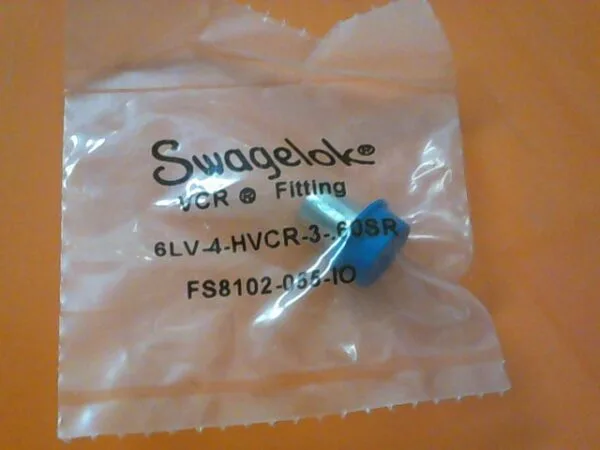 Swagelok®
VCR ® Fitting
6LV-4-HVCR-3-.60SR
FS8102-035-IO